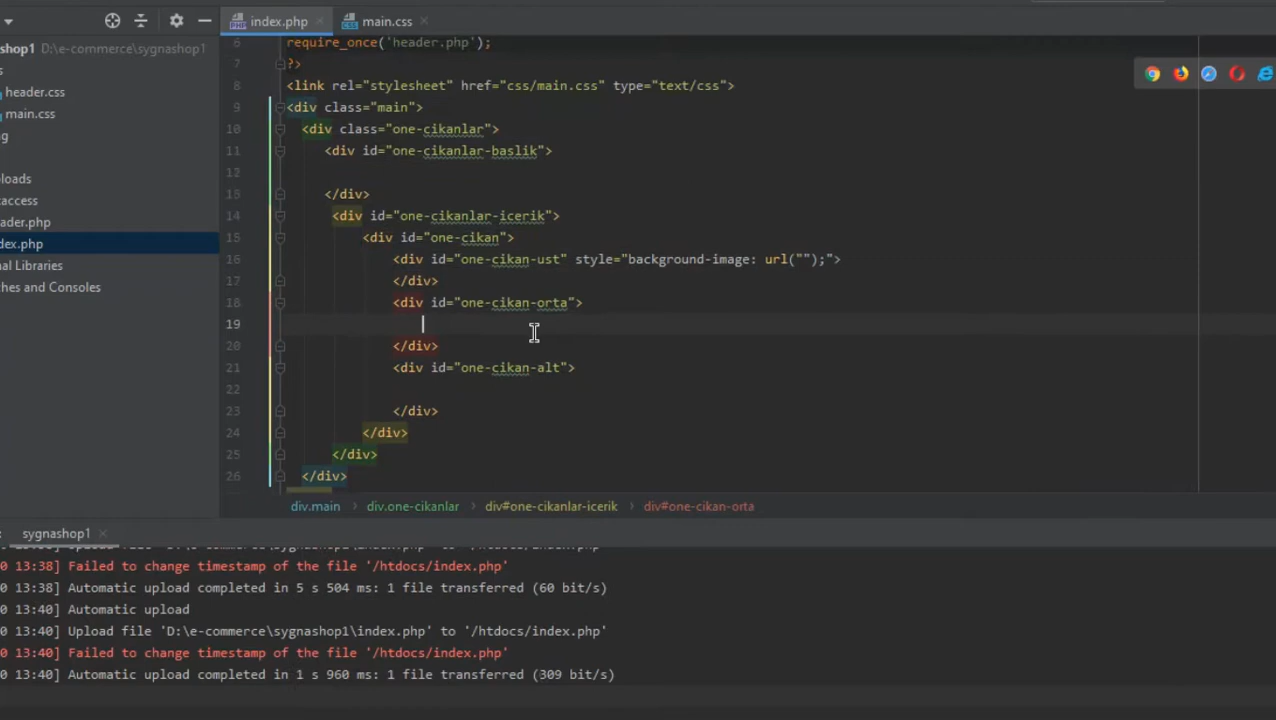 index.php main.css
shop1 D:\e-commerce\sygnashop1
6 require_once('header.php');
7 ?>
8 <link rel="stylesheet" href="css/main.css" type="text/css">
header.css
9 <div class="main">
main.css
10 <div class="one-cikanlar">
11 <div id="one-cikanlar-baslik">
12
loads
13 </div>
access
14 <div id="one-cikanlar-icerik">
ader.php
15 <div id="one-cikan">
dex.php
16 <div id="one-cikan-ust" style="background-image: url("");">
nal Libraries
17 </div>
hes and Consoles
18 <div id="one-cikan-orta">
19
20 </div>
21 <div id="one-cikan-alt">
22
23 </div>
24 </div>
25 </div>
26 </div>
div.main div.one-cikanlar div#one-cikanlar-icerik div#one-cikan-orta
sygnashop1
0 13:38] Failed to change timestamp of the file '/htdocs/index.php'
0 13:38] Automatic upload completed in 5 s 504 ms: 1 file transferred (60 bit/s)
0 13:40] Automatic upload
0 13:40] Upload file 'D:\e-commerce\sygnashop1\index.php' to '/htdocs/index.php'
0 13:40] Failed to change timestamp of the file '/htdocs/index.php'
0 13:40] Automatic upload completed in 1 s 960 ms: 1 file transferred (309 bit/s)